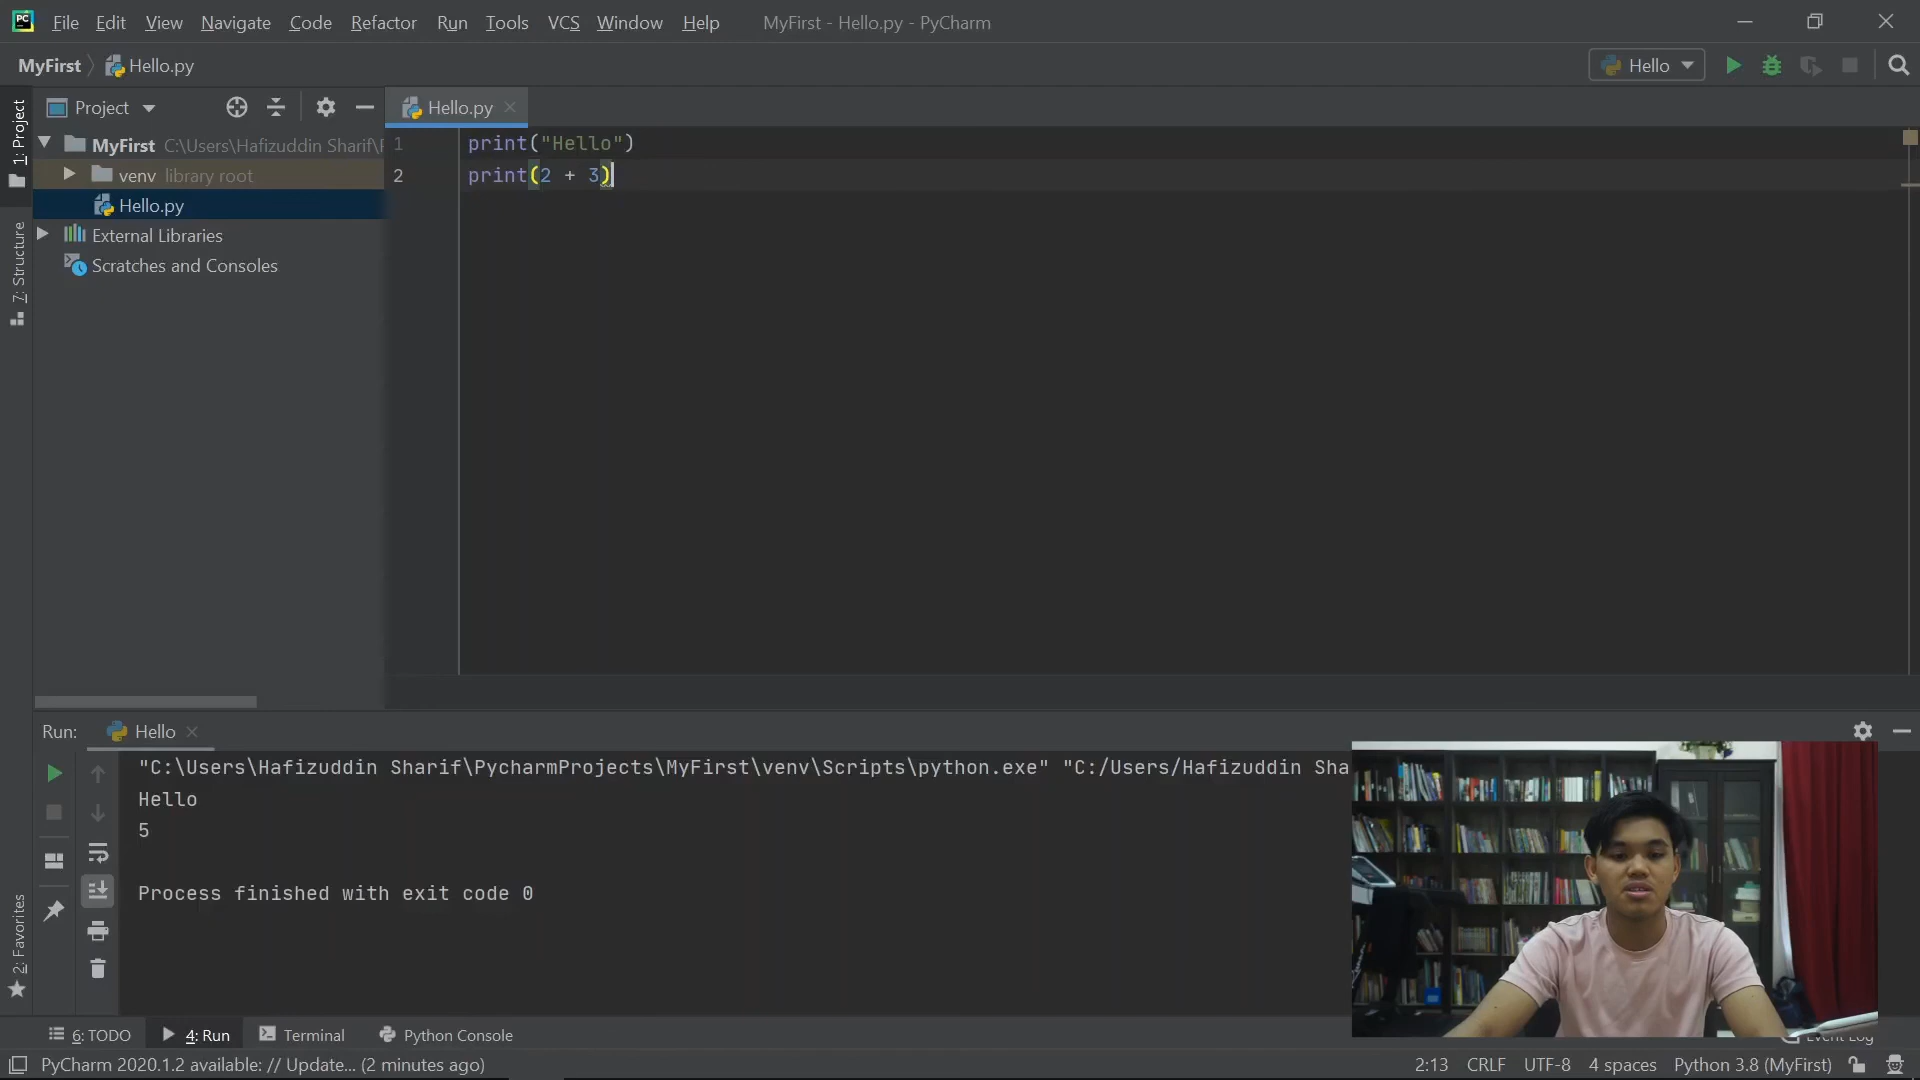 PC File Edit View Navigate Code Refactor Run Tools VCS Window Help MyFirst - Hello.py - PyCharm
MyFirst Hello.py Hello
1: Project
Project
Hello.py
MyFirst C:\Users\Hafizuddin Sharif\
venv library root
Hello.py
External Libraries
Scratches and Consoles
7: Structure
1 print("Hello")
2 print(2 + 3)
Run: Hello
"C:\Users\Hafizuddin Sharif\PycharmProjects\MyFirst\venv\Scripts\python.exe" "C:/Users/Hafizuddin Sha
Hello
5
Process finished with exit code 0
2: Favorites
6: TODO 4: Run Terminal Python Console Event Log
PyCharm 2020.1.2 available: // Update... (2 minutes ago) 2:13 CRLF UTF-8 4 spaces Python 3.8 (MyFirst)